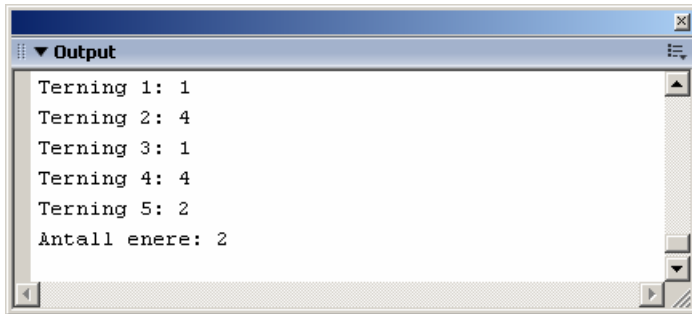 Output
Terning 1: 1
Terning 2: 4
Terning 3: 1
Terning 4: 4
Terning 5: 2
Antall enere: 2